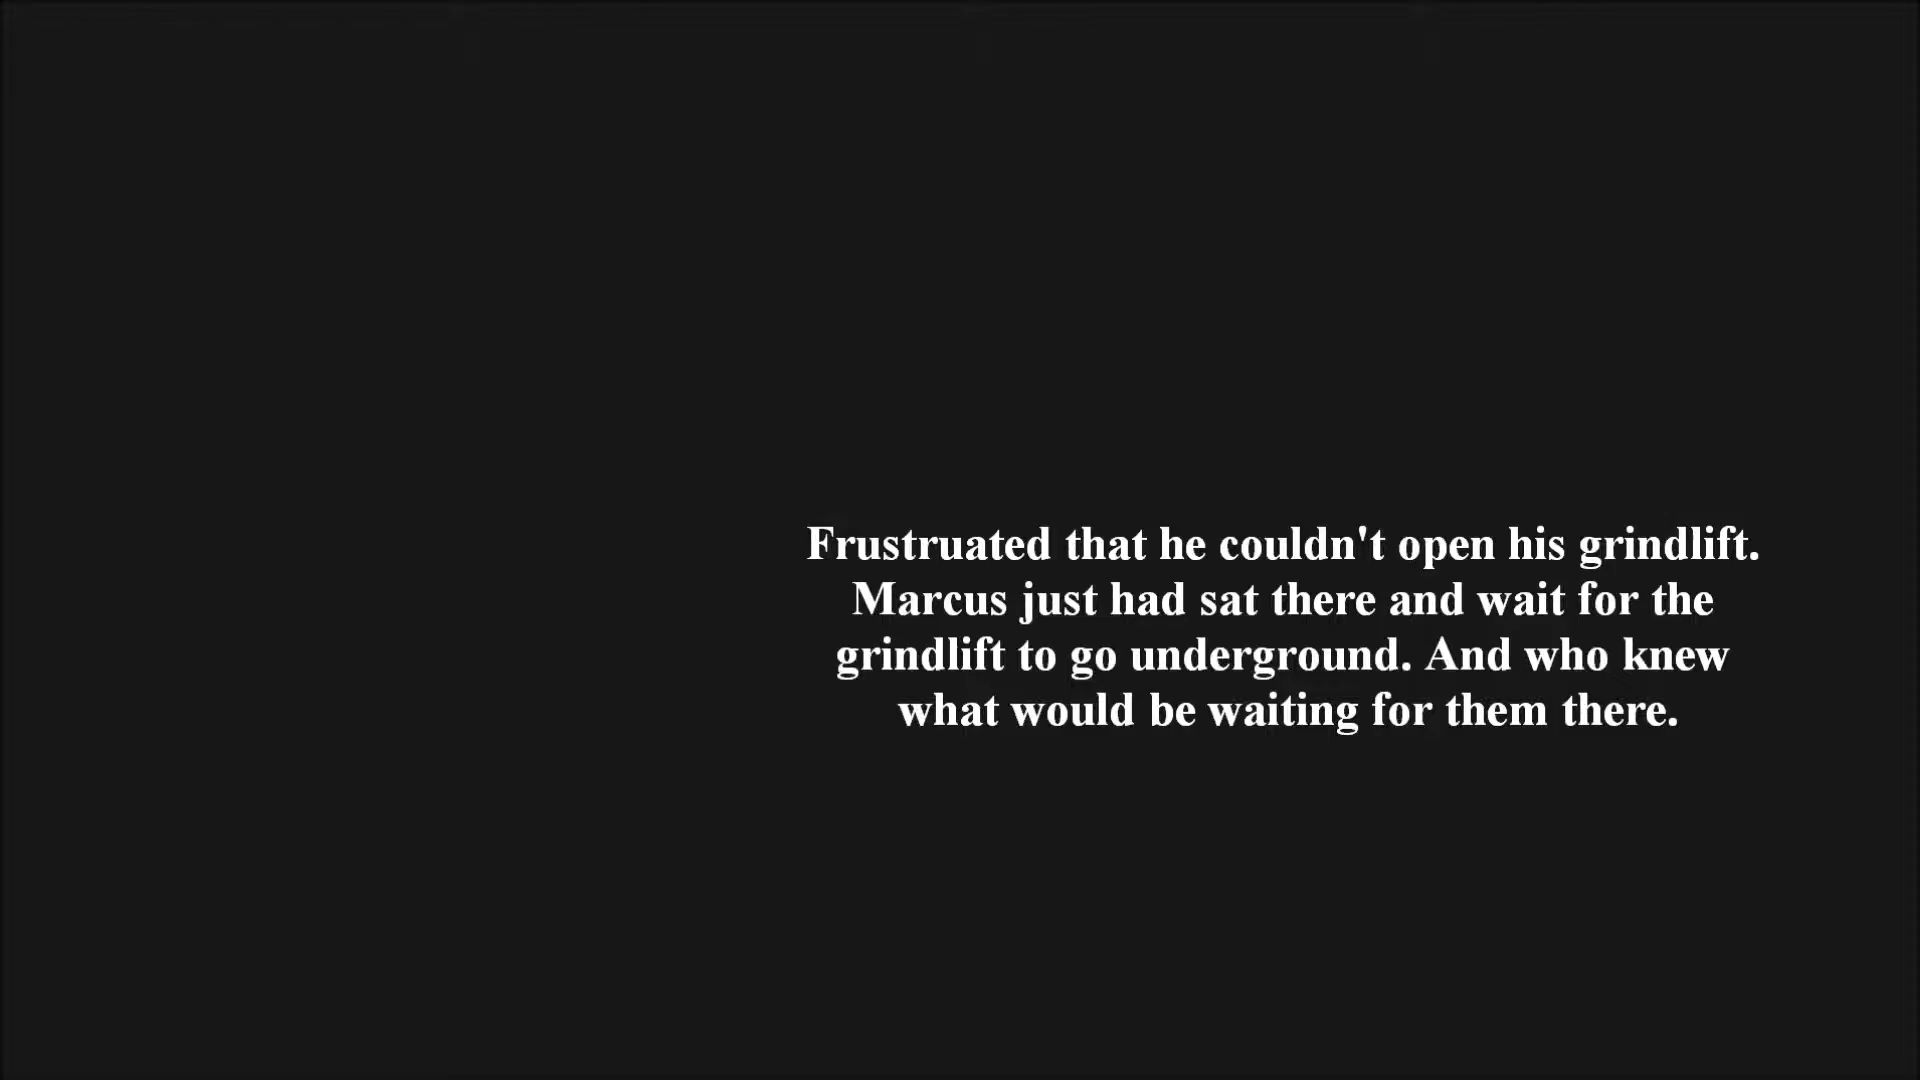 Frustruated that he couldn't open his grindlift.
Marcus just had sat there and wait for the
grindlift to go underground. And who knew
what would be waiting for them there.